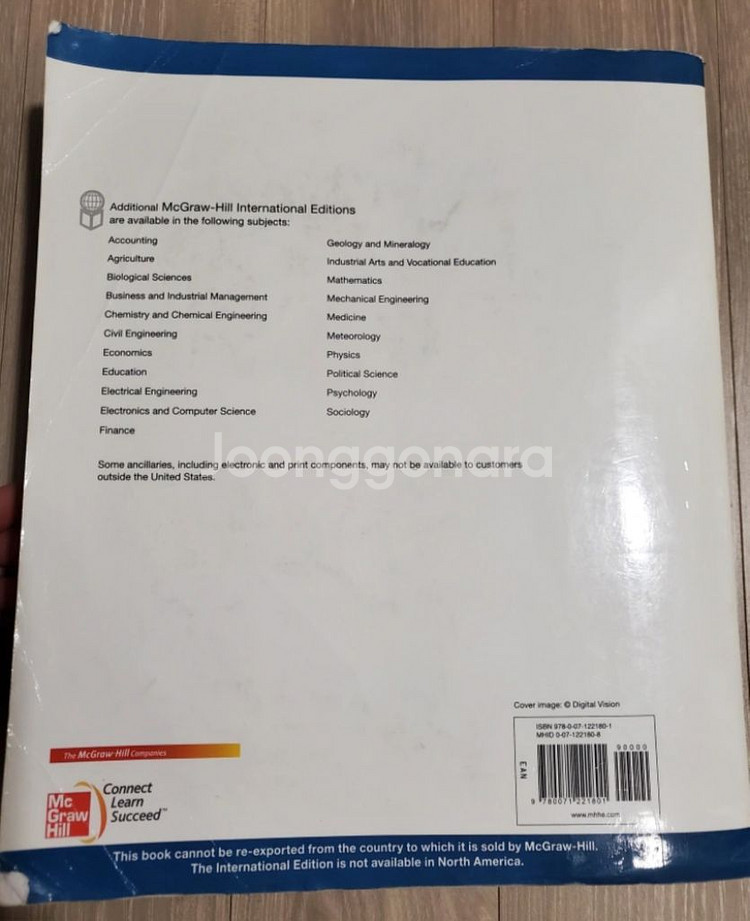 Additional McGraw-Hill International Editions
are available in the following subjects:
Accounting
Agriculture
Biological Sciences
Business and Industrial Management
Chemistry and Chemical Engineering
Civil Engineering
Economics
Education
Electrical Engineering
Electronics and Computer Science
Finance
Geology and Mineralogy
Industrial Arts and Vocational Education
Mathematics
Mechanical Engineering
Medicine
Meteorology
Physics
Political Science
Psychology
Sociology
loonggonara
Some ancillaries, including electronic and print components, may not be available to customers
outside the United States.
Cover image: © Digital Vision
ISBN 978-0-07-122180-1
MHID 0-07-122180-8
90000
EAN
9 780071 221801
www.mhhe.com
The McGraw-Hill Companies
Mc
Graw
Hill
Connect
Learn
Succeed™
This book cannot be re-exported from the country to which it is sold by McGraw-Hill.
The International Edition is not available in North America.